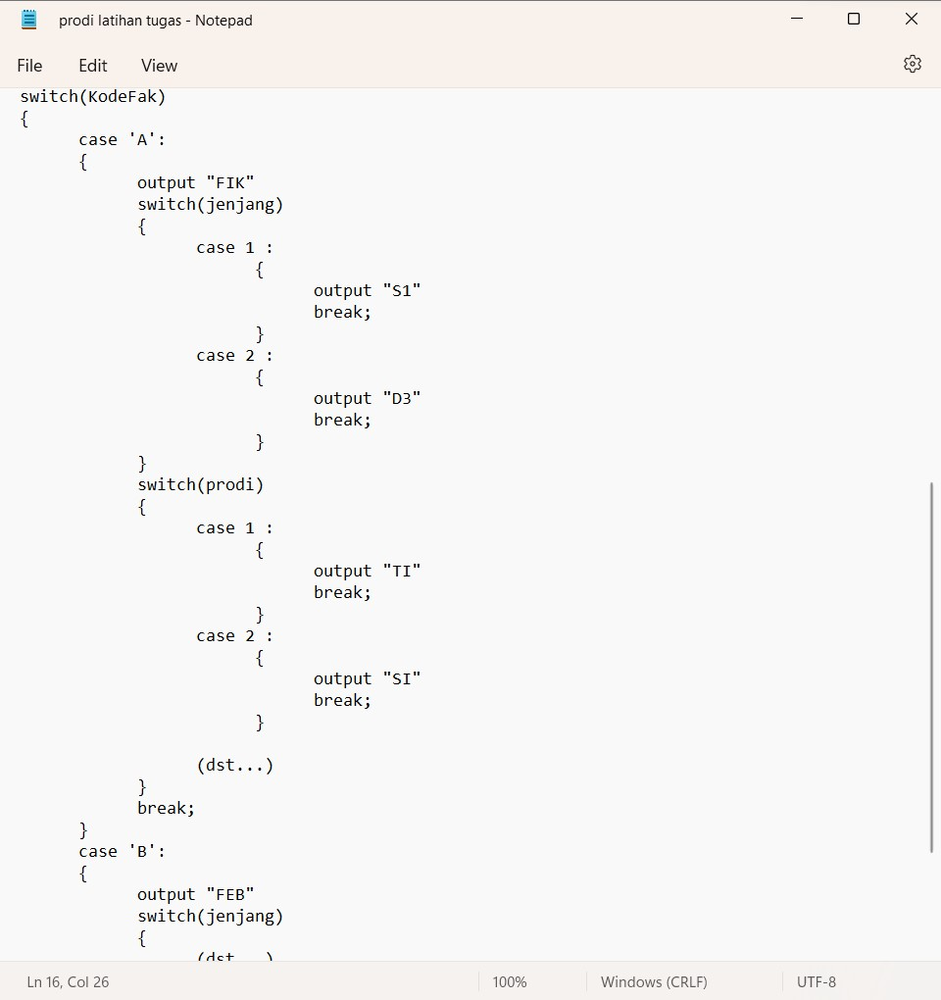 prodi latihan tugas - Notepad
File Edit View
switch(KodeFak)
{
case 'A':
{
output "FIK"
switch(jenjang)
{
case 1 :
{
output "S1"
break;
}
case 2 :
{
output "D3"
break;
}
}
switch(prodi)
{
case 1 :
{
output "TI"
break;
}
case 2 :
{
output "SI"
break;
}
(dst...)
}
break;
}
case 'B':
{
output "FEB"
switch(jenjang)
{
(dst...)
Ln 16, Col 26 100% Windows (CRLF) UTF-8